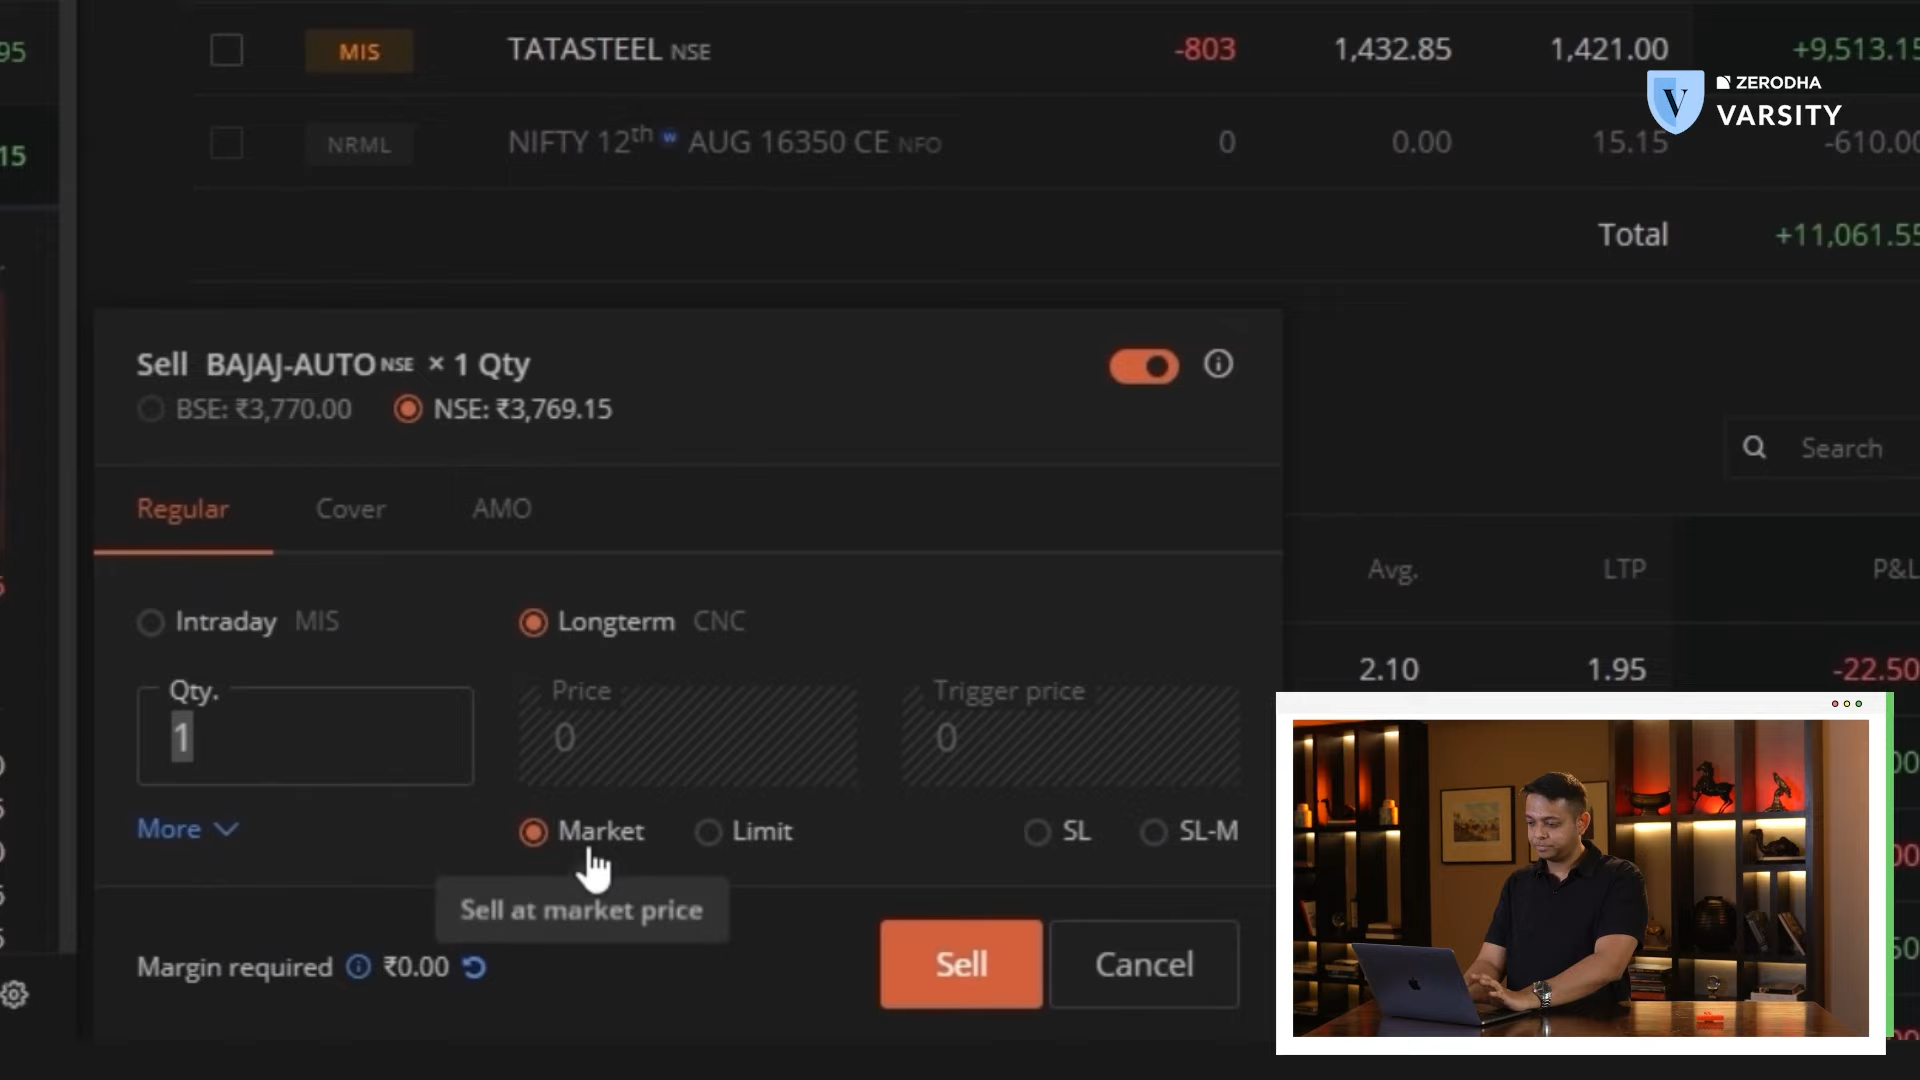 95
MIS TATASTEEL NSE -803 1,432.85 1,421.00 +9,513.15
ZERODHA
V VARSITY
15
NRML NIFTY 12th w AUG 16350 CE NFO 0 0.00 15.15 -610.00
Total +11,061.55
Sell BAJAJ-AUTO NSE × 1 Qty
BSE: ₹3,770.00 NSE: ₹3,769.15
Search
Regular Cover AMO
Avg. LTP P&L
Intraday MIS Longterm CNC
2.10 1.95 -22.50
Qty. Price Trigger price
1 0 0
More Market Limit SL SL-M
Sell at market price
Margin required ₹0.00
Sell Cancel